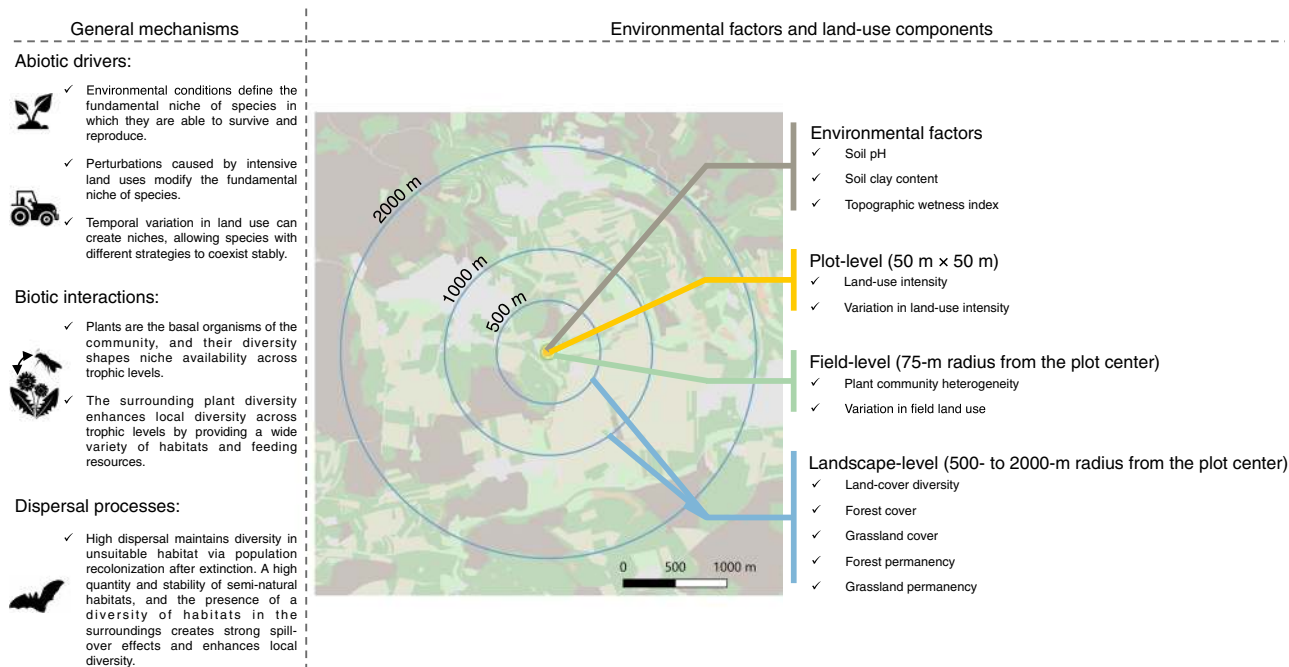 General mechanisms
Environmental factors and land-use components
Abiotic drivers:
✓ Environmental conditions define the
fundamental niche of species in
which they are able to survive and
reproduce.
✓ Perturbations caused by intensive
land uses modify the fundamental
niche of species.
✓ Temporal variation in land use can
create niches, allowing species with
different strategies to coexist stably.
Biotic interactions:
✓ Plants are the basal organisms of the
community, and their diversity
shapes niche availability across
trophic levels.
✓ The surrounding plant diversity
enhances local diversity across
trophic levels by providing a wide
variety of habitats and feeding
resources.
Dispersal processes:
✓ High dispersal maintains diversity in
unsuitable habitat via population
recolonization after extinction. A high
quantity and stability of semi-natural
habitats, and the presence of a
diversity of habitats in the
surroundings creates strong spill-
over effects and enhances local
diversity.
2000 m
1000 m
500 m
0 500 1000 m
Environmental factors
✓ Soil pH
✓ Soil clay content
✓ Topographic wetness index
Plot-level (50 m × 50 m)
✓ Land-use intensity
✓ Variation in land-use intensity
Field-level (75-m radius from the plot center)
✓ Plant community heterogeneity
✓ Variation in field land use
Landscape-level (500- to 2000-m radius from the plot center)
✓ Land-cover diversity
✓ Forest cover
✓ Grassland cover
✓ Forest permanency
✓ Grassland permanency